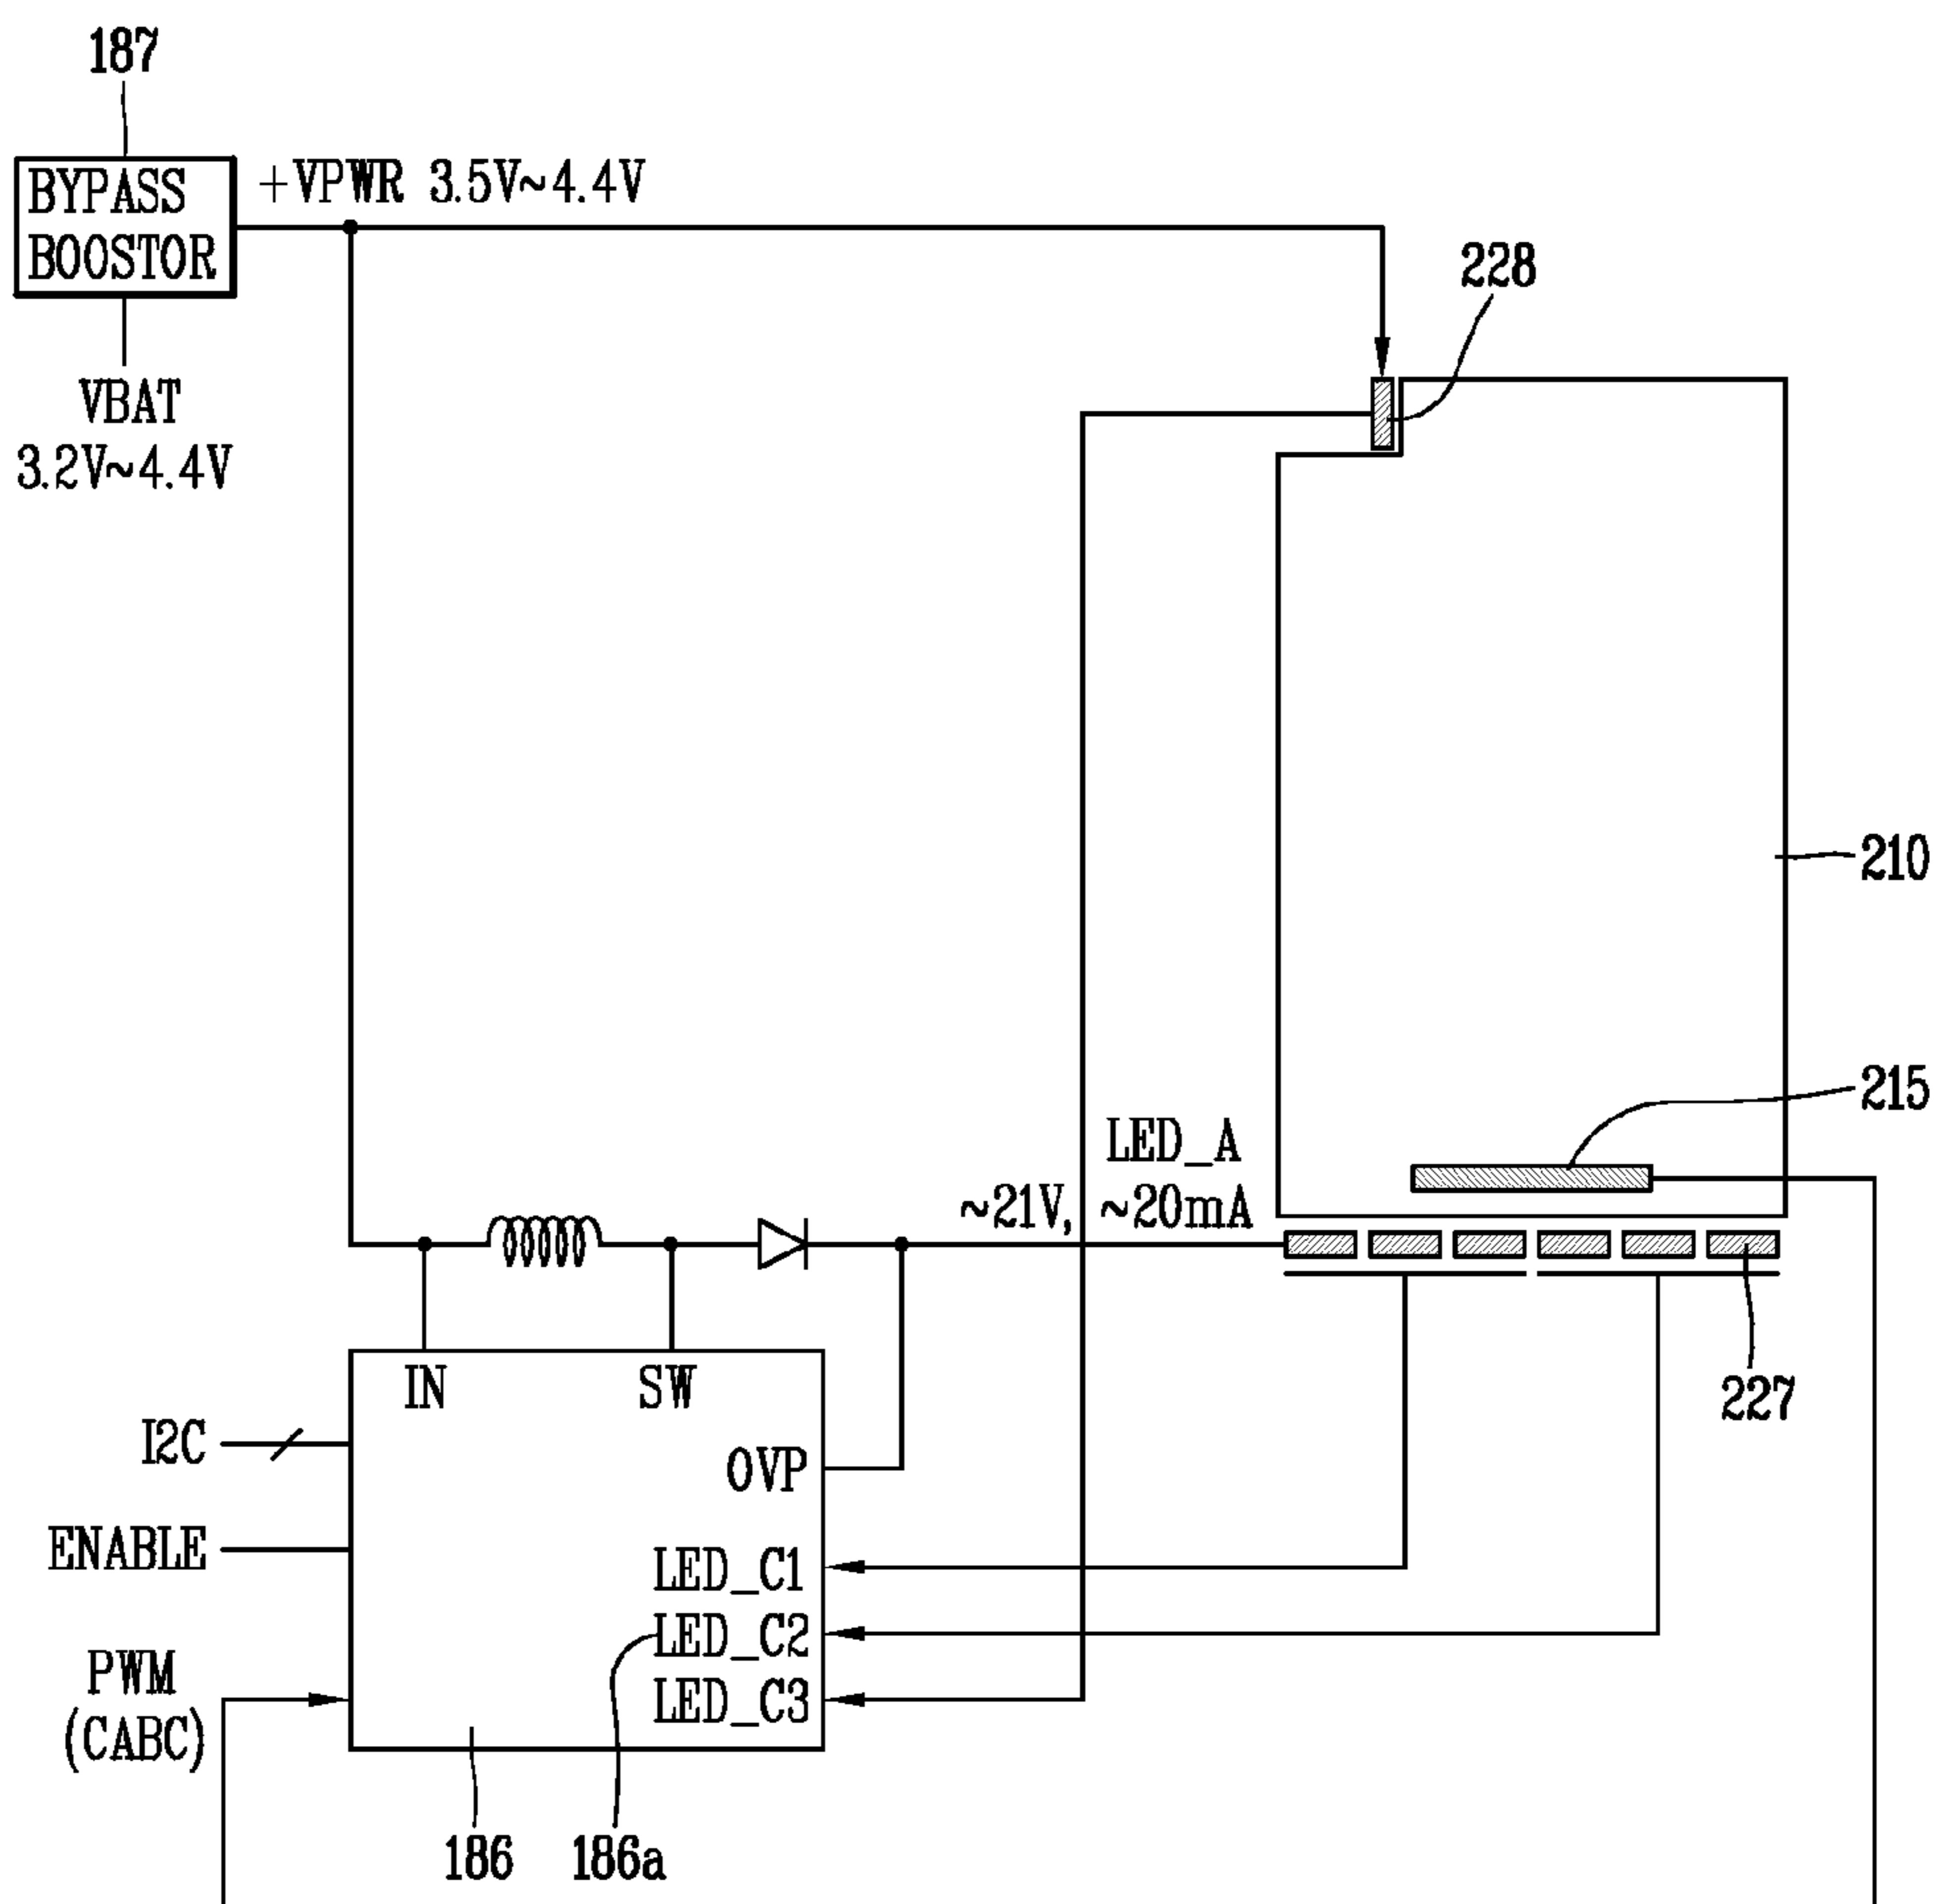 187
BYPASS
BOOSTOR
+VPWR 3.5V~4.4V
228
VBAT
3.2V~4.4V
210
215
LED_A
~21V, ~20mA
227
IN
SW
I2C
OVP
ENABLE
LED_C1
LED_C2
LED_C3
PWM
(CABC)
186
186a